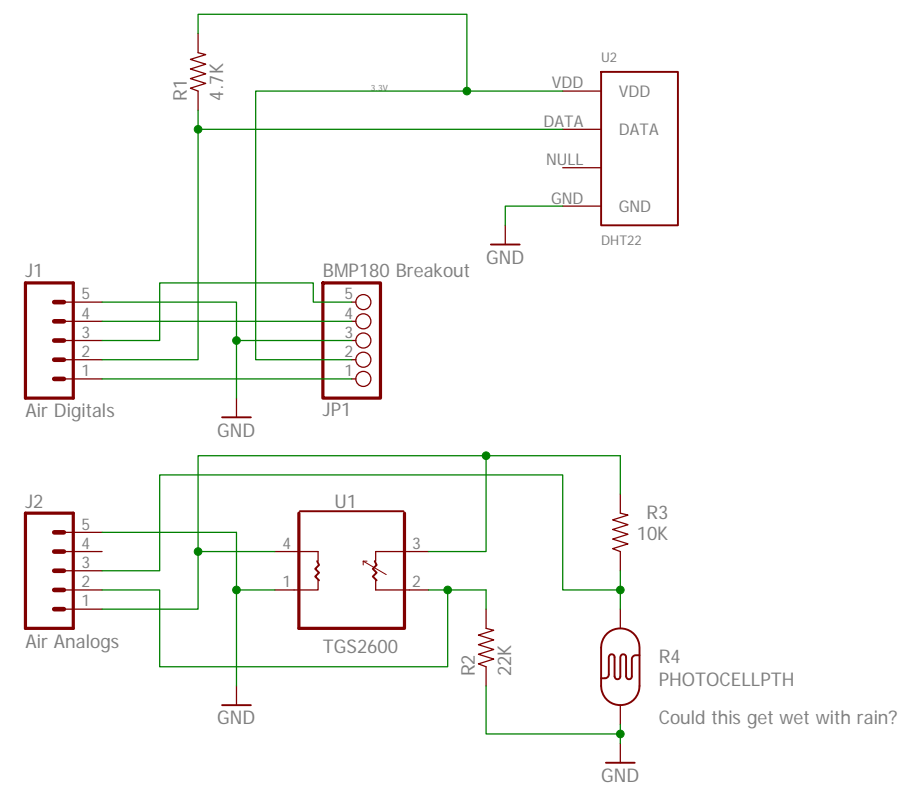 R1
4.7K
3.3V
U2
VDD
VDD
DATA
DATA
NULL
GND
GND
DHT22
GND
J1
5
4
3
2
1
Air Digitals
BMP180 Breakout
5
4
3
2
1
JP1
GND
J2
5
4
3
2
1
Air Analogs
U1
4
3
1
2
TGS2600
R2
22K
GND
R3
10K
R4
PHOTOCELLPTH
Could this get wet with rain?
GND